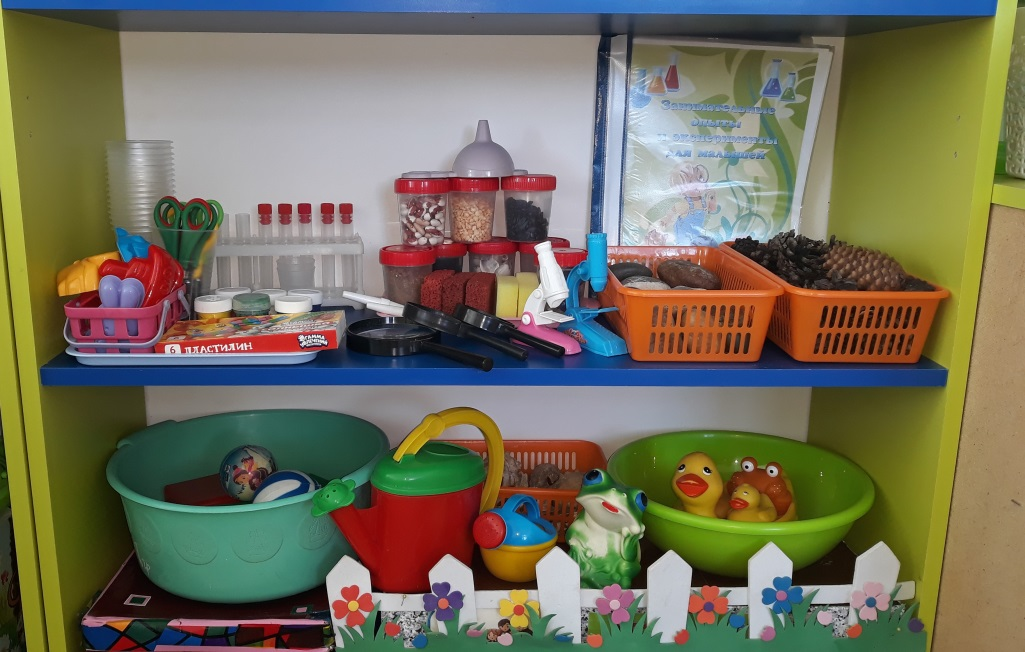 Занимательные
опыты
и эксперименты
для малышей
6 ПЛАСТИЛИН